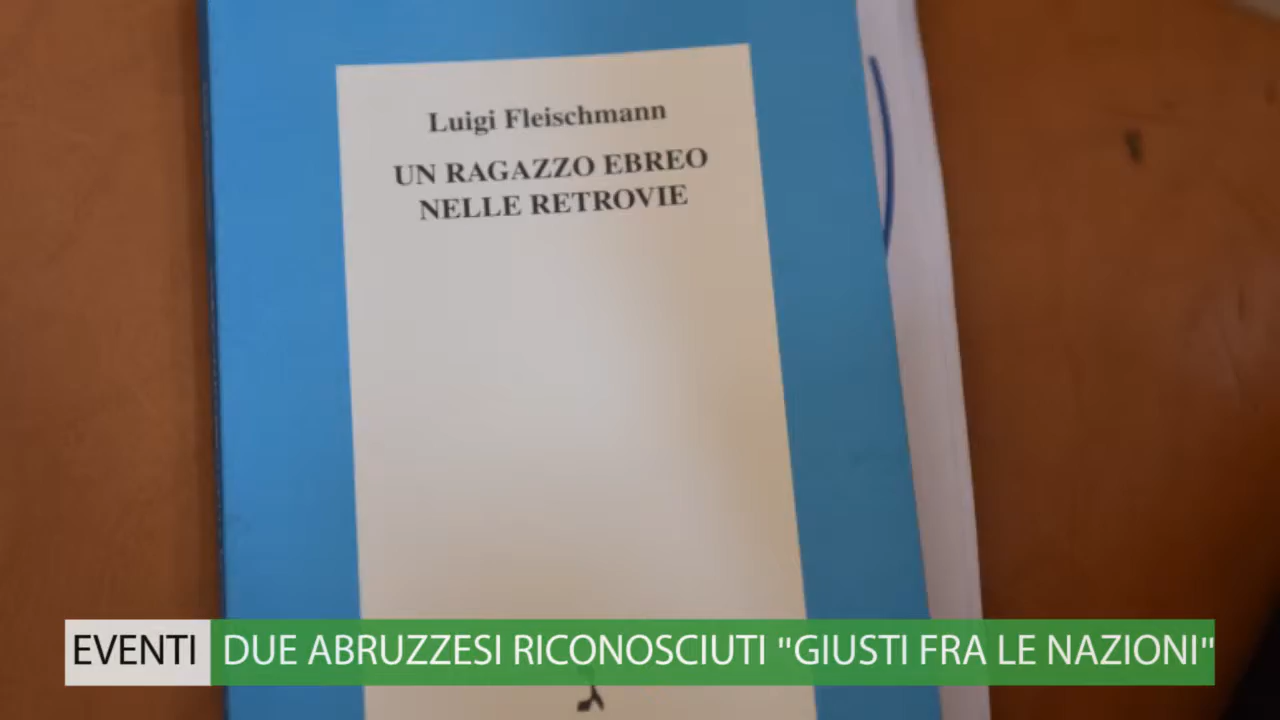 Luigi Fleischmann
UN RAGAZZO EBREO
NELLE RETROVIE
EVENTI DUE ABRUZZESI RICONOSCIUTI "GIUSTI FRA LE NAZIONI"